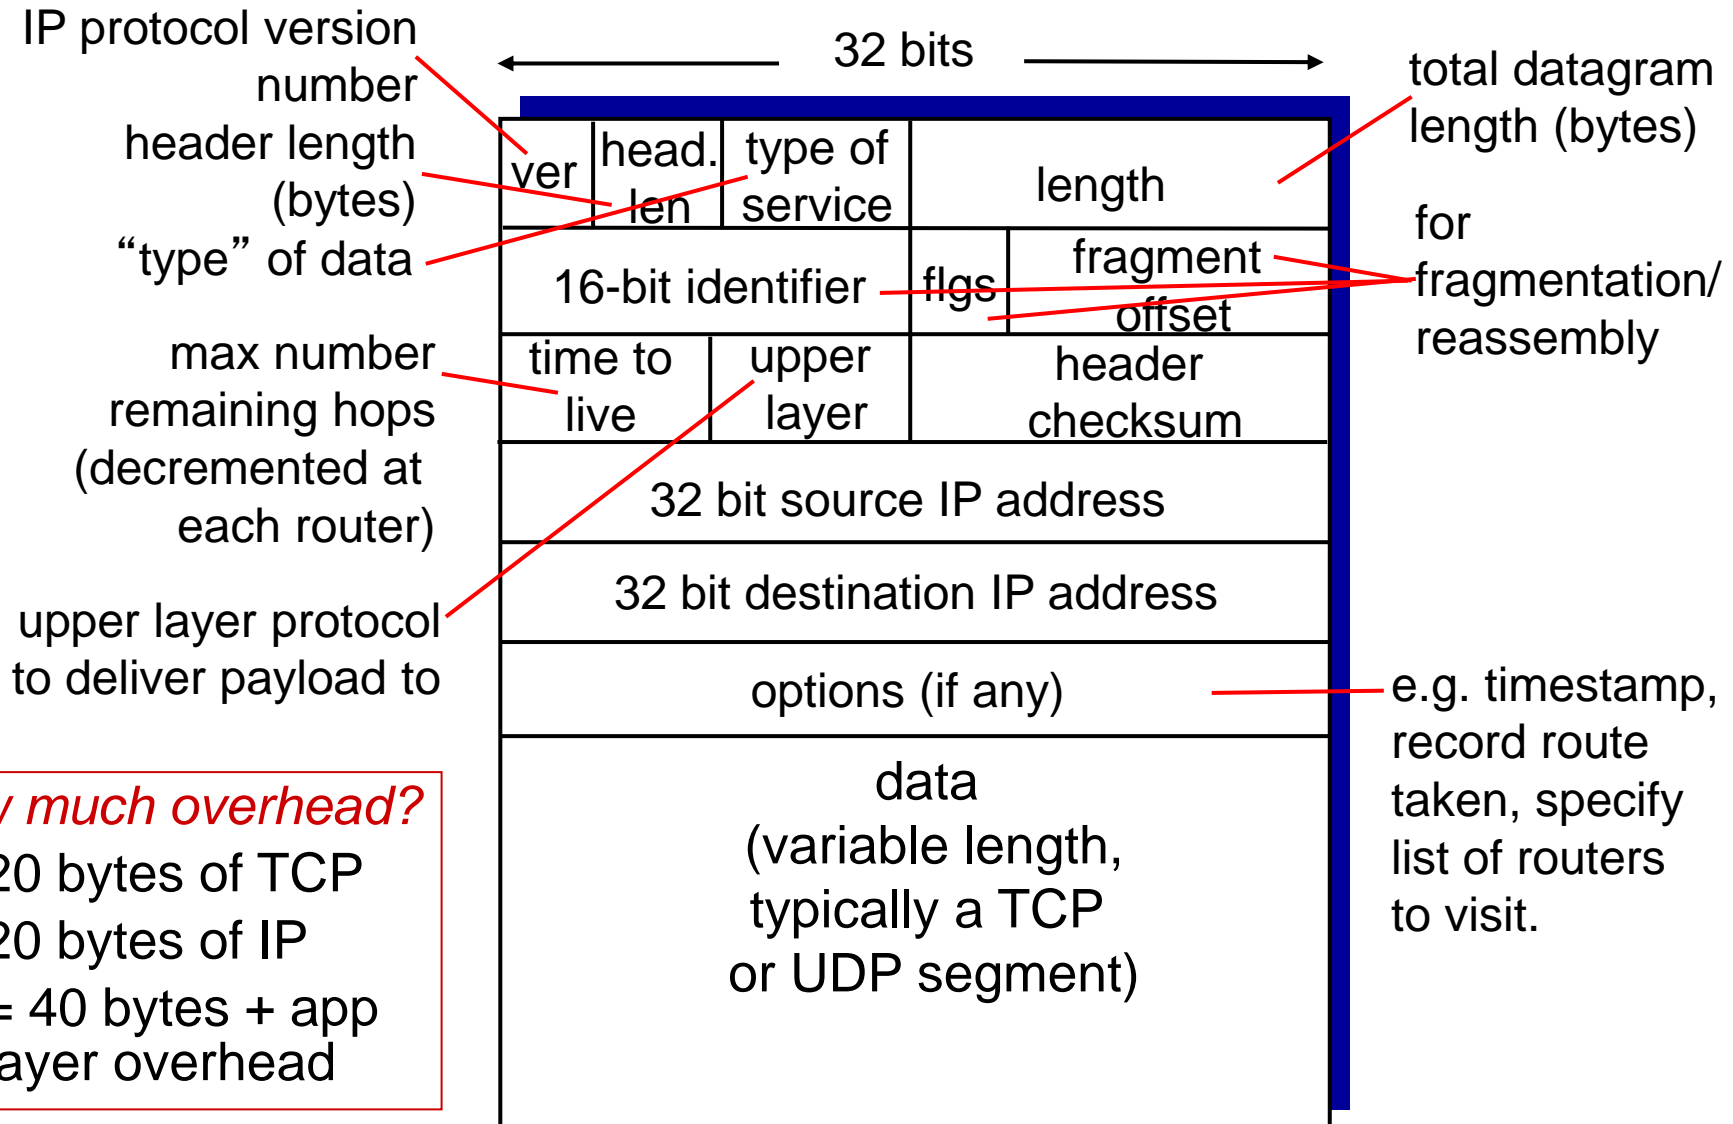 IP protocol version
number
header length
(bytes)
“type” of data
max number
remaining hops
(decremented at
each router)
upper layer protocol
to deliver payload to
much overhead?
20 bytes of TCP
20 bytes of IP
= 40 bytes + app
overhead
32 bits
ver
head.
len
type of
service
length
16-bit identifier
flgs
fragment
offset
time to
live
upper
layer
header
checksum
32 bit source IP address
32 bit destination IP address
options (if any)
data
(variable length,
typically a TCP
or UDP segment)
total datagram
length (bytes)
for
fragmentation/
reassembly
e.g. timestamp,
record route
taken, specify
list of routers
to visit.